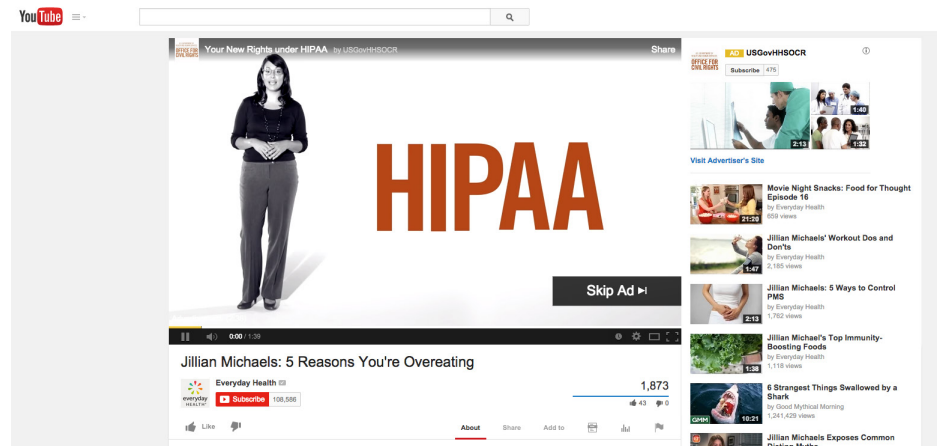 YouTube
Your New Rights under HIPAA by USGovHHSOCR
Share
OFFICE FOR
CIVIL RIGHTS
HIPAA
Skip Ad
0:00 / 1:39
Jillian Michaels: 5 Reasons You're Overeating
everyday
HEALTH
Everyday Health
Subscribe 108,586
1,873
43 0
Like
About Share Add to
OFFICE FOR
CIVIL RIGHTS
AD USGovHHSOCR
Subscribe 475
2:13
1:40
1:32
Visit Advertiser's Site
21:20
Movie Night Snacks: Food for Thought
Episode 16
by Everyday Health
659 views
1:47
Jillian Michaels' Workout Dos and
Don'ts
by Everyday Health
2,165 views
2:13
Jillian Michaels: 5 Ways to Control
PMS
by Everyday Health
1,762 views
1:38
Jillian Michael's Top Immunity-
Boosting Foods
by Everyday Health
1,118 views
GMM
10:21
6 Strangest Things Swallowed by a
Shark
by Good Mythical Morning
1,241,429 views
Jillian Michaels Exposes Common